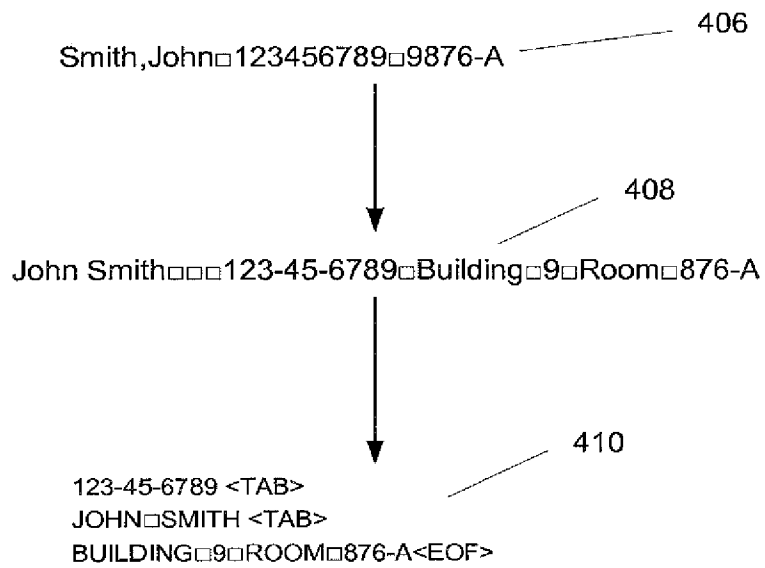 406
Smith,John□123456789□9876-A
408
John Smith□□□123-45-6789□Building□9□Room□876-A
410
123-45-6789 <TAB>
JOHN□SMITH <TAB>
BUILDING□9□ROOM□876-A<EOF>